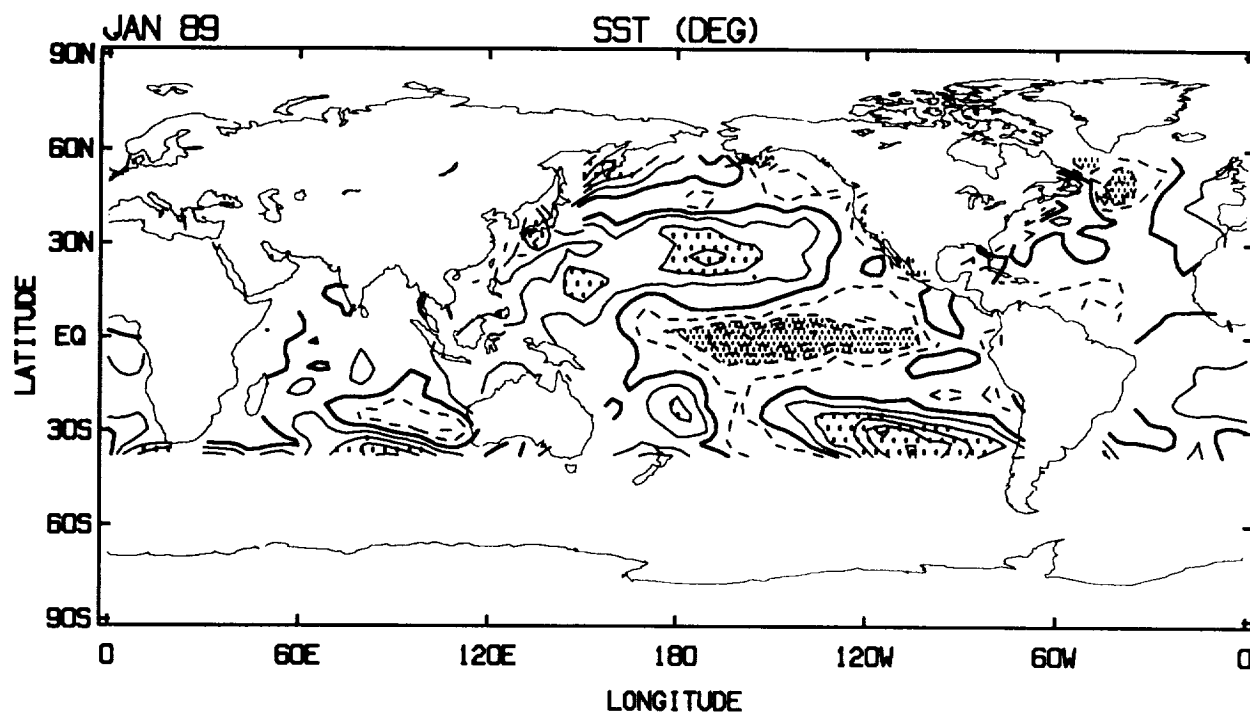 JAN 89 SST (DEG)
90N
60N
30N
EQ
30S
60S
90S
LATITUDE
0 60E 120E 180 120W 60W 0
LONGITUDE